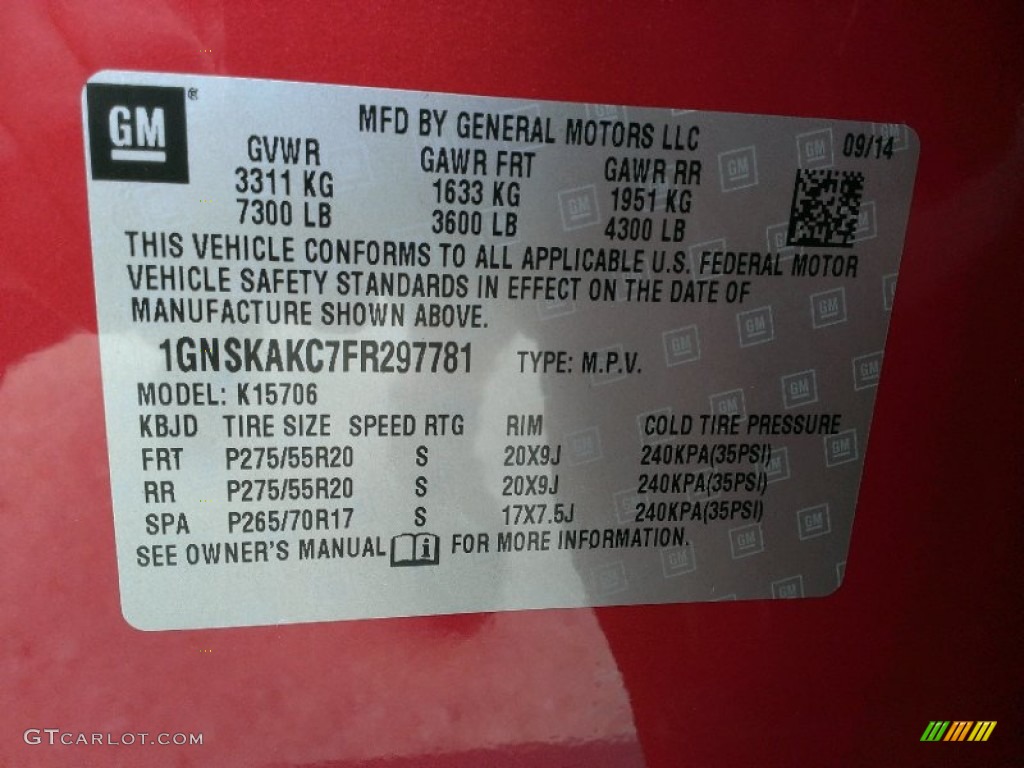 GM®
MFD BY GENERAL MOTORS LLC
09/14
GVWR GAWR FRT GAWR RR
3311 KG 1633 KG 1951 KG
7300 LB 3600 LB 4300 LB
THIS VEHICLE CONFORMS TO ALL APPLICABLE U.S. FEDERAL MOTOR
VEHICLE SAFETY STANDARDS IN EFFECT ON THE DATE OF
MANUFACTURE SHOWN ABOVE.
1GNSKAKC7FR297781 TYPE: M.P.V.
MODEL: K15706
KBJD TIRE SIZE SPEED RTG RIM COLD TIRE PRESSURE
FRT P275/55R20 S 20X9J 240KPA(35PSI)
RR P275/55R20 S 20X9J 240KPA(35PSI)
SPA P265/70R17 S 17X7.5J 240KPA(35PSI)
SEE OWNER'S MANUAL FOR MORE INFORMATION.
GTCARLOT.COM